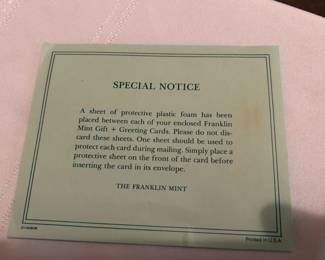 SPECIAL NOTICE
A sheet of protective plastic foam has been
placed between each of your enclosed Franklin
Mint Gift + Greeting Cards. Please do not dis-
card these sheets. One sheet should be used to
protect each card during mailing. Simply place a
protective sheet on the front of the card before
inserting the card in its envelope.
THE FRANKLIN MINT
Printed in U.S.A.